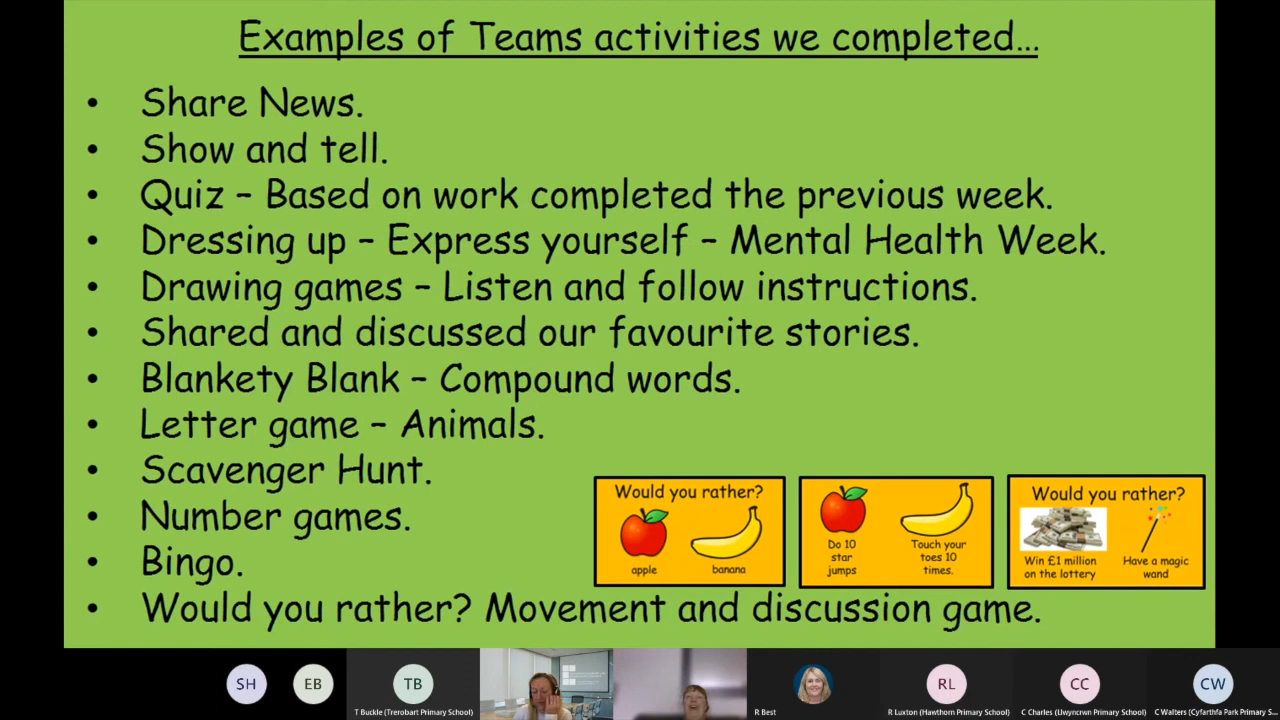 Examples of Teams activities we completed...
• Share News.
• Show and tell.
• Quiz – Based on work completed the previous week.
• Dressing up – Express yourself – Mental Health Week.
• Drawing games – Listen and follow instructions.
• Shared and discussed our favourite stories.
• Blankety Blank – Compound words.
• Letter game – Animals.
• Scavenger Hunt.
• Number games.
• Bingo.
• Would you rather? Movement and discussion game.
Would you rather?
apple banana
Do 10
star
jumps
Touch your
toes 10
times.
Would you rather?
Win £1 million
on the lottery
Have a magic
wand
SH
EB
TB
T Buckle (Trerobart Primary School)
R Best
RL
R Luxton (Hawthorn Primary School)
CC
C Charles (Llwyncrwn Primary School)
CW
C Walters (Cyfarthfa Park Primary S...